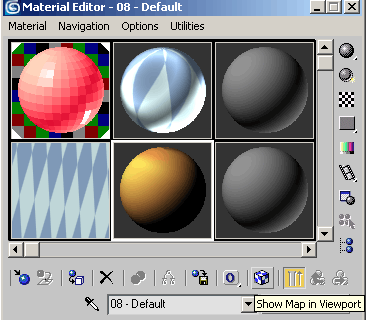 Material Editor - 08 - Default
Material Navigation Options Utilities
08 - Default
Show Map in Viewport